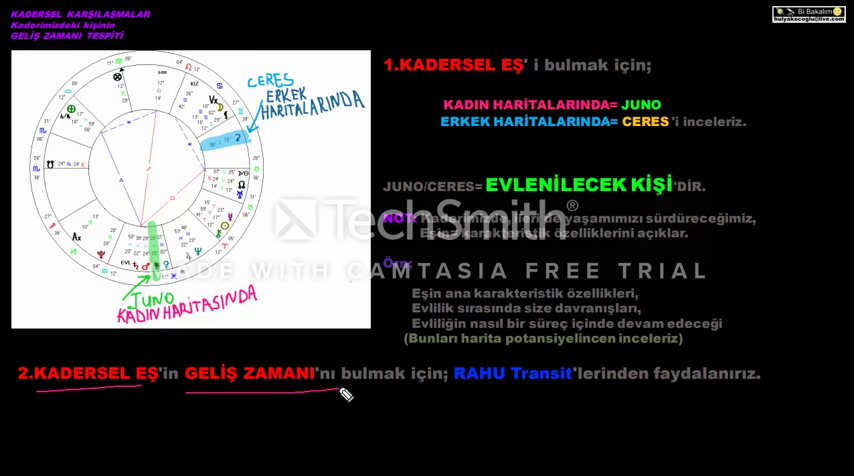 KADERSEL KARŞILAŞMALAR
Kaderimizdeki kişinin
GELİŞ ZAMANI TESPİTİ
Bi Bakalım
hulyakocoglu@live.com
CERES
ERKEK
HARİTALARINDA
JUNO
KADIN HARİTASINDA
1.KADERSEL EŞ' i bulmak için;
KADIN HARİTALARINDA= JUNO
ERKEK HARİTALARINDA= CERES 'i inceleriz.
JUNO/CERES= EVLENİLECEK KİŞİ'DİR.
TechSmith®
NOT: Kaderimizde, ileride yaşamımızı sürdüreceğimiz,
Eşin= karakteristik özelliklerini açıklar.
MADE WITH CAMTASIA FREE TRIAL
Örn;
Eşin ana karakteristik özellikleri,
Evlilik sırasında size davranışları,
Evliliğin nasıl bir süreç içinde devam edeceği
(Bunları harita potansiyelincen inceleriz)
2.KADERSEL EŞ'in GELİŞ ZAMANI'nı bulmak için; RAHU Transit'lerinden faydalanırız.